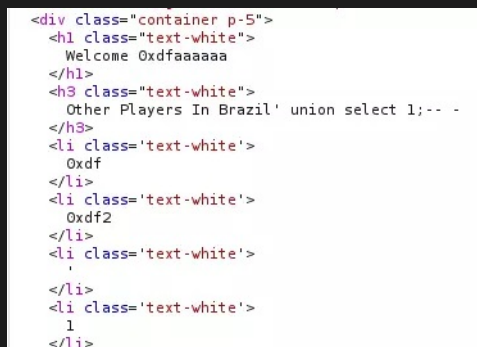 <div class="container p-5">
<h1 class="text-white">
Welcome 0xdfaaaaaa
</h1>
<h3 class="text-white">
Other Players In Brazil' union select 1;-- -
</h3>
<li class='text-white'>
0xdf
</li>
<li class='text-white'>
0xdf2
</li>
<li class='text-white'>
'
</li>
<li class='text-white'>
1
</li>